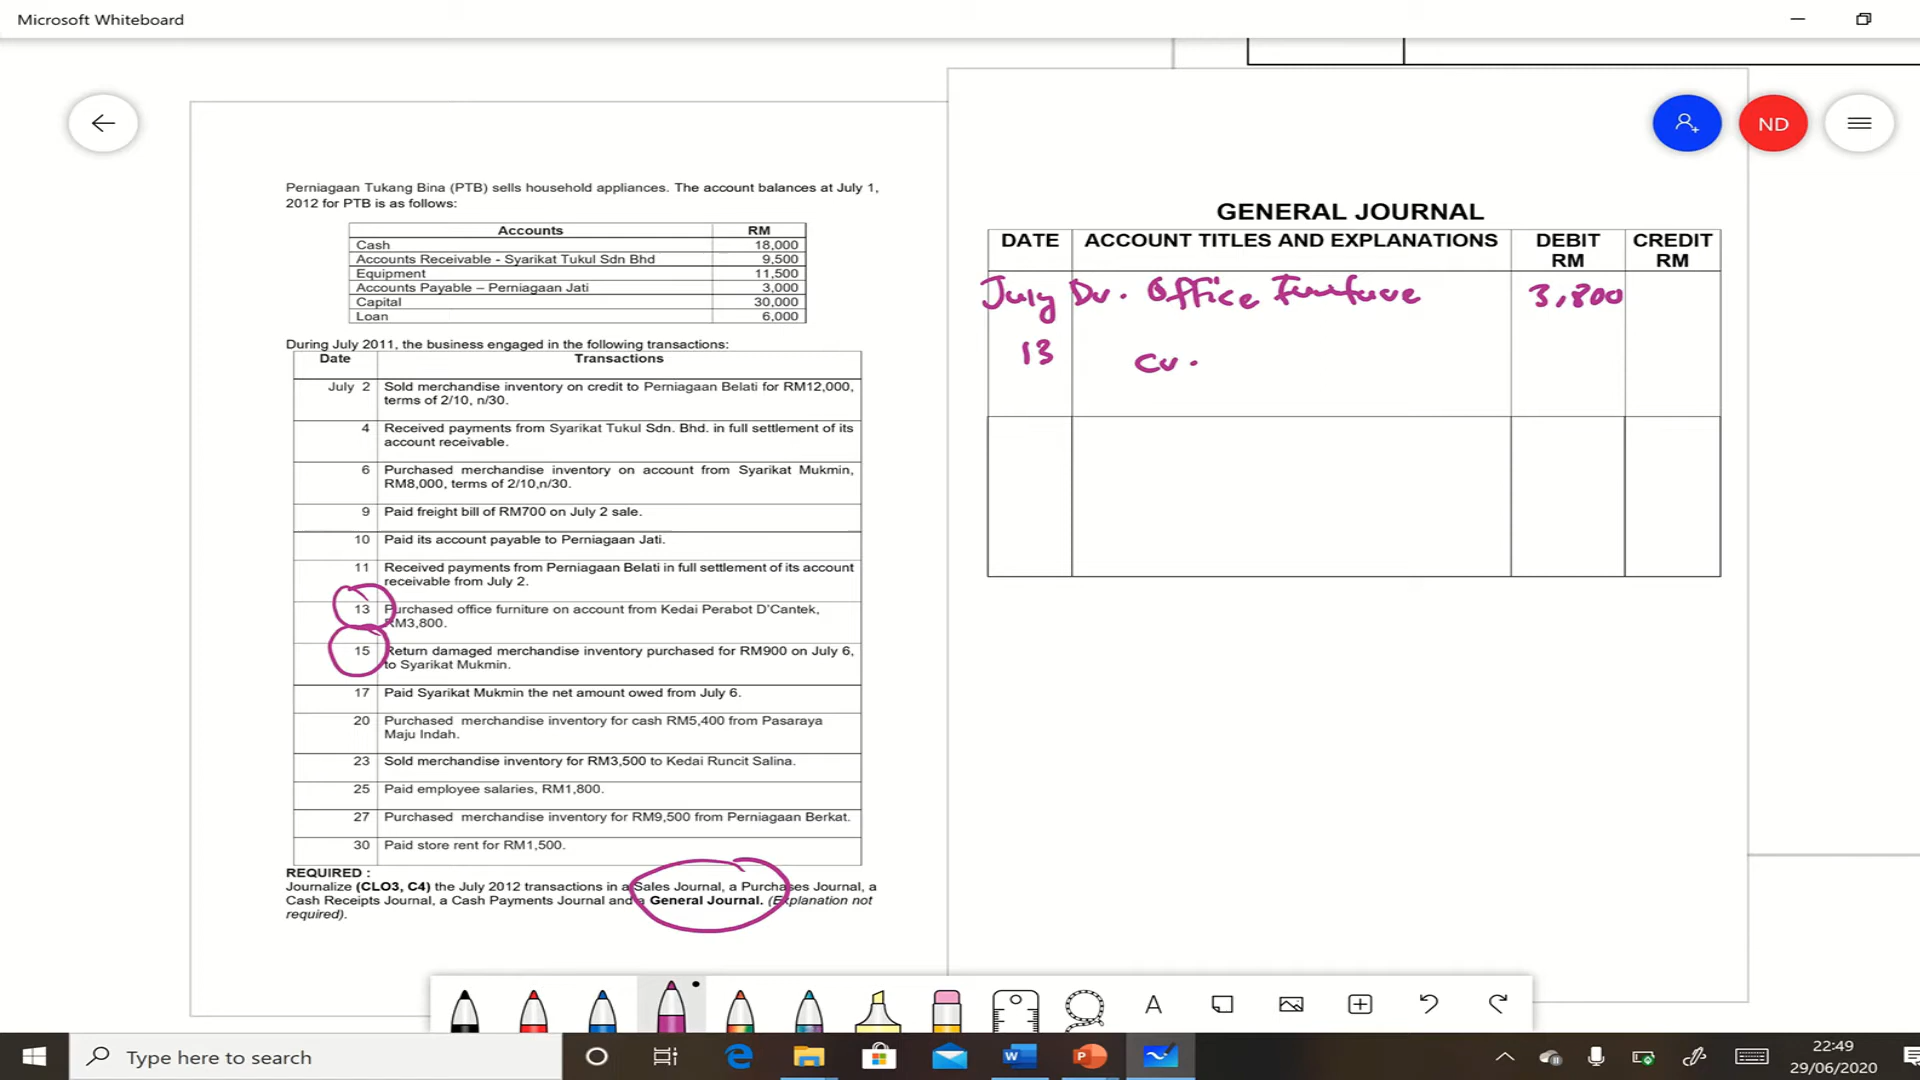 Microsoft Whiteboard
ND
Perniagaan Tukang Bina (PTB) sells household appliances. The account balances at July 1,
2012 for PTB is as follows:
Accounts RM
Cash 18,000
Accounts Receivable - Syarikat Tukul Sdn Bhd 9,500
Equipment 11,500
Accounts Payable – Perniagaan Jati 3,000
Capital 30,000
Loan 6,000
During July 2011, the business engaged in the following transactions:
Date Transactions
July 2 Sold merchandise inventory on credit to Perniagaan Belati for RM12,000,
terms of 2/10, n/30.
4 Received payments from Syarikat Tukul Sdn. Bhd. in full settlement of its
account receivable.
6 Purchased merchandise inventory on account from Syarikat Mukmin,
RM8,000, terms of 2/10,n/30.
9 Paid freight bill of RM700 on July 2 sale.
10 Paid its account payable to Perniagaan Jati.
11 Received payments from Perniagaan Belati in full settlement of its account
receivable from July 2.
13 Purchased office furniture on account from Kedai Perabot D'Cantek,
RM3,800.
15 Return damaged merchandise inventory purchased for RM900 on July 6,
to Syarikat Mukmin.
17 Paid Syarikat Mukmin the net amount owed from July 6.
20 Purchased merchandise inventory for cash RM5,400 from Pasaraya
Maju Indah.
23 Sold merchandise inventory for RM3,500 to Kedai Runcit Salina.
25 Paid employee salaries, RM1,800.
27 Purchased merchandise inventory for RM9,500 from Perniagaan Berkat.
30 Paid store rent for RM1,500.
REQUIRED :
Journalize (CLO3, C4) the July 2012 transactions in a Sales Journal, a Purchases Journal, a
Cash Receipts Journal, a Cash Payments Journal and a General Journal. (Explanation not
required).
GENERAL JOURNAL
DATE ACCOUNT TITLES AND EXPLANATIONS DEBIT CREDIT
RM RM
July Dr. Office Furniture 3,800
13 Cr.
A
Type here to search
22:49
29/06/2020